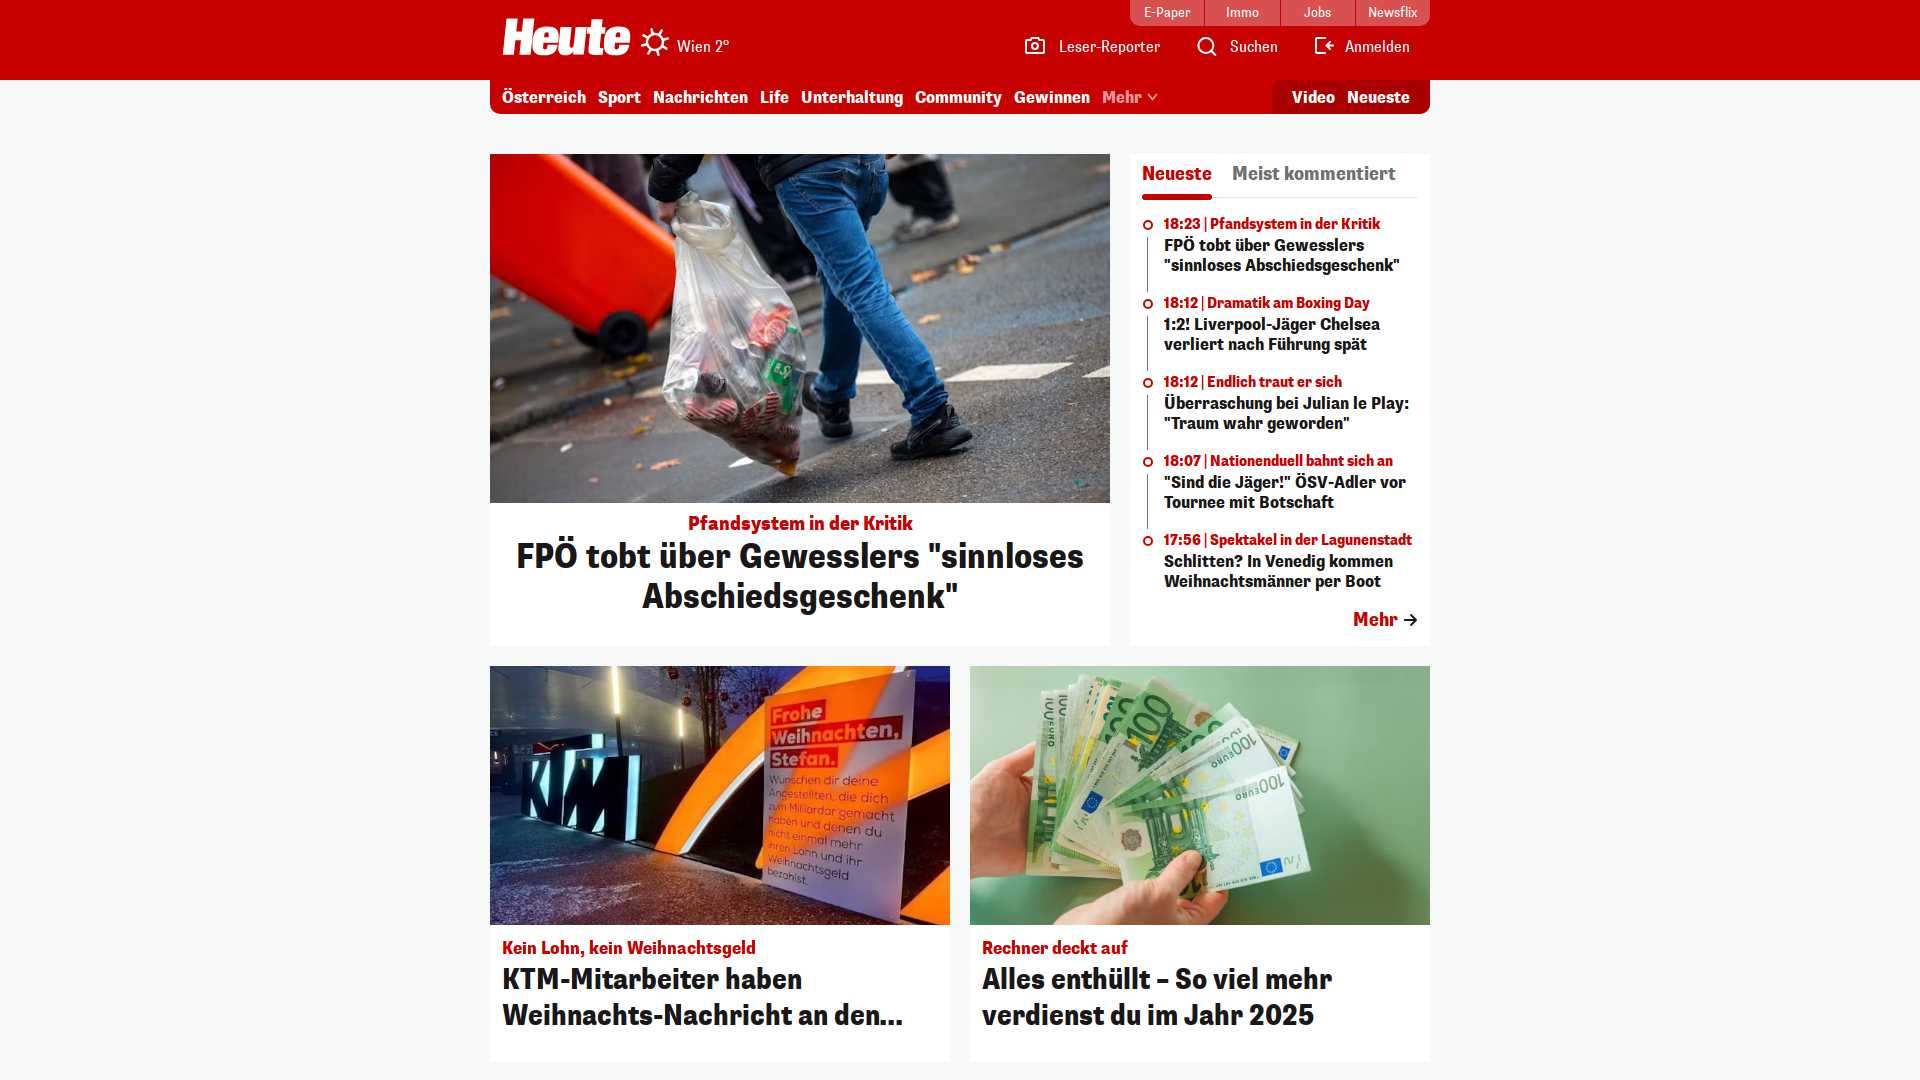 E-Paper
Immo
Jobs
Newsflix
Heute
Wien 2°
Leser-Reporter
Suchen
Anmelden
Österreich
Sport
Nachrichten
Life
Unterhaltung
Community
Gewinnen
Mehr
Video
Neueste
Pfandsystem in der Kritik
FPÖ tobt über Gewesslers "sinnloses
Abschiedsgeschenk"
Neueste
Meist kommentiert
18:23 | Pfandsystem in der Kritik
FPÖ tobt über Gewesslers
"sinnloses Abschiedsgeschenk"
18:12 | Dramatik am Boxing Day
1:2! Liverpool-Jäger Chelsea
verliert nach Führung spät
18:12 | Endlich traut er sich
Überraschung bei Julian le Play:
"Traum wahr geworden"
18:07 | Nationenduell bahnt sich an
"Sind die Jäger!" ÖSV-Adler vor
Tournee mit Botschaft
17:56 | Spektakel in der Lagunenstadt
Schlitten? In Venedig kommen
Weihnachtsmänner per Boot
Mehr
KTM
Frohe
Weihnachten,
Stefan.
Wünschen dir deine
Angestellten, die dich
zum Milliardär gemacht
haben und denen du
nicht einmal mehr
ihren Lohn und ihr
Weihnachtsgeld
bezahlst.
Kein Lohn, kein Weihnachtsgeld
KTM-Mitarbeiter haben
Weihnachts-Nachricht an den...
100
100 EURO
100 EURO
Rechner deckt auf
Alles enthüllt – So viel mehr
verdienst du im Jahr 2025